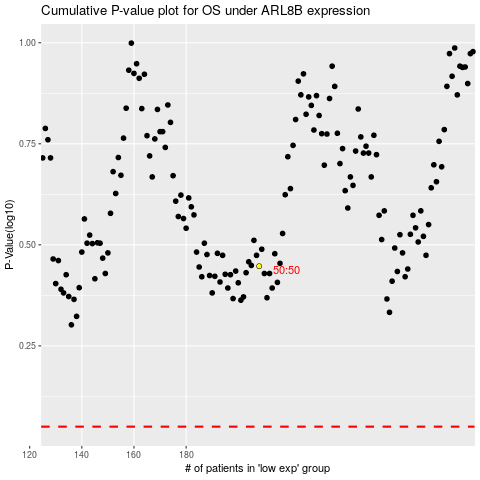 Cumulative P-value plot for OS under ARL8B expression
P-Value(log10)
1.00
0.75
0.50
0.25
50:50
120 140 160 180
# of patients in 'low exp' group